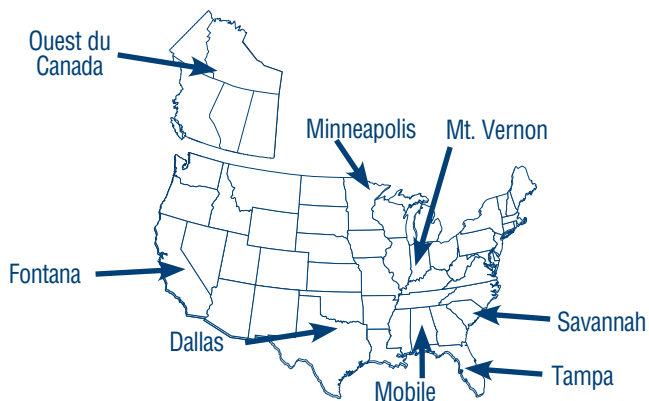 Ouest du
Canada
Minneapolis
Mt. Vernon
Fontana
Dallas
Mobile
Savannah
Tampa